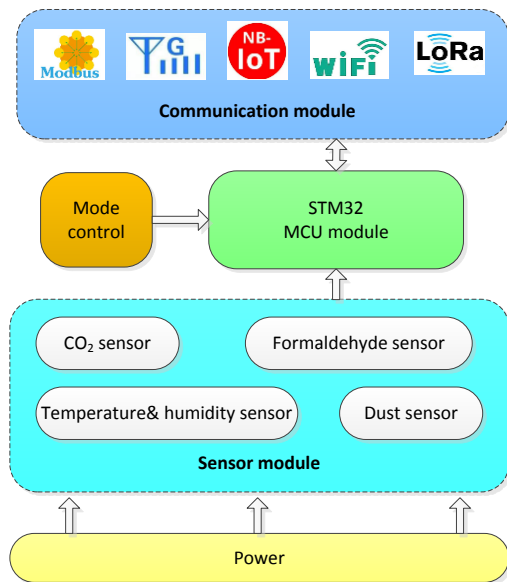 Modbus
G
NB-
IoT
WiFi
LoRa
Communication module
Mode
control
STM32
MCU module
CO₂ sensor
Formaldehyde sensor
Temperature& humidity sensor
Dust sensor
Sensor module
Power